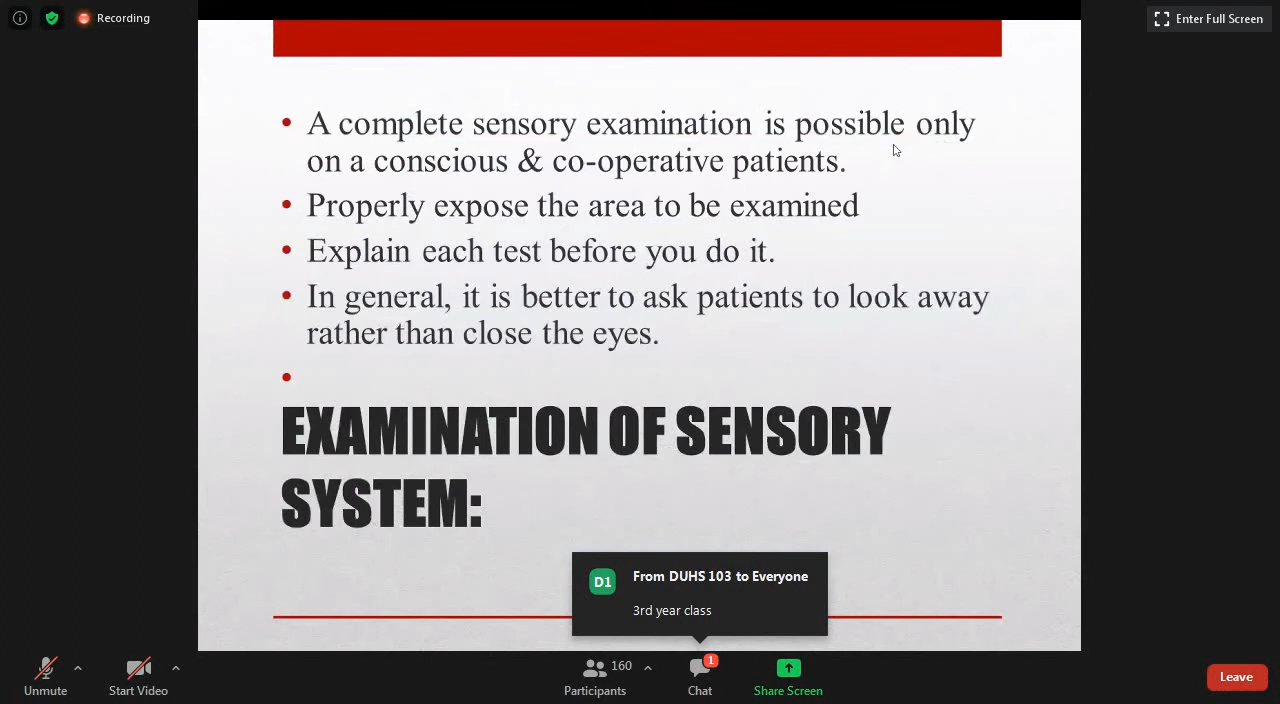 Recording
Enter Full Screen
• A complete sensory examination is possible only
on a conscious & co-operative patients.
• Properly expose the area to be examined
• Explain each test before you do it.
• In general, it is better to ask patients to look away
rather than close the eyes.
•
EXAMINATION OF SENSORY
SYSTEM:
D1
From DUHS 103 to Everyone
3rd year class
Unmute
Start Video
160
Participants
1
Chat
Share Screen
Leave